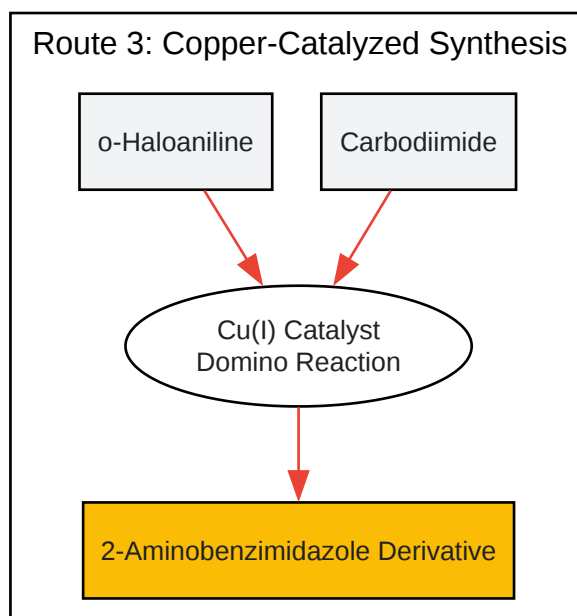 Route 3: Copper-Catalyzed Synthesis
o-Haloaniline
Carbodiimide
Cu(I) Catalyst
Domino Reaction
2-Aminobenzimidazole Derivative